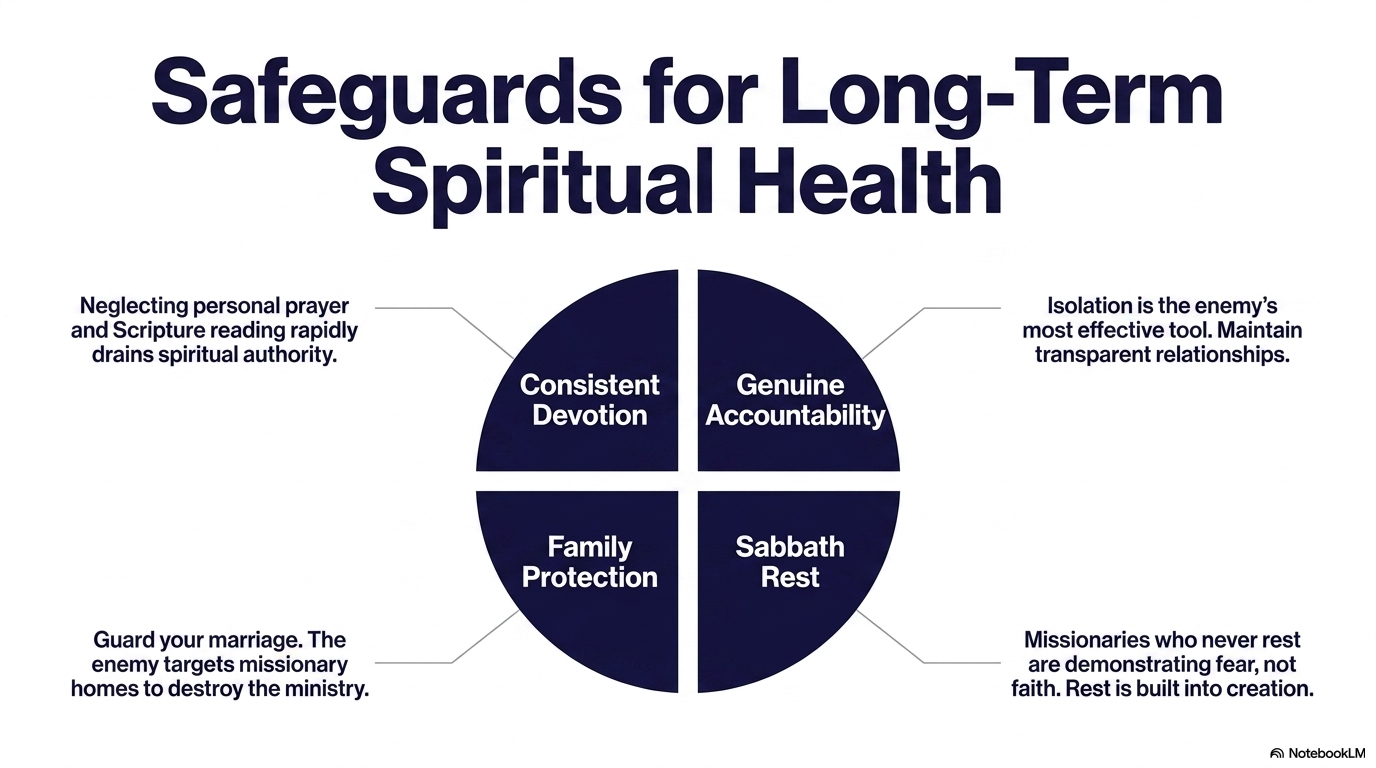 Safeguards for Long-Term
Spiritual Health
Neglecting personal prayer
and Scripture reading rapidly
drains spiritual authority.
Consistent
Devotion
Genuine
Accountability
Isolation is the enemy’s
most effective tool. Maintain
transparent relationships.
Guard your marriage. The
enemy targets missionary
homes to destroy the ministry.
Family
Protection
Sabbath
Rest
Missionaries who never rest
are demonstrating fear, not
faith. Rest is built into creation.
NotebookLM